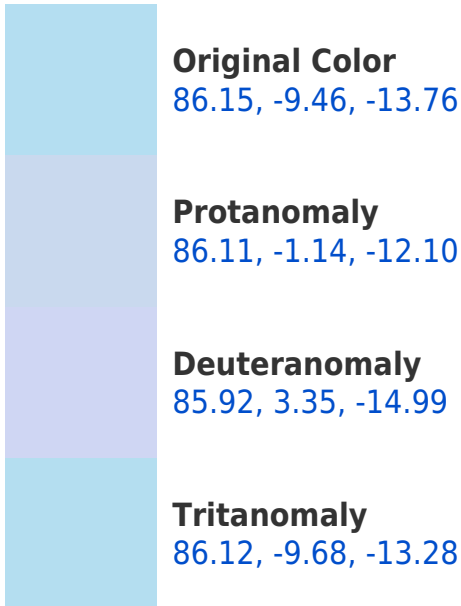 Original Color
86.15, -9.46, -13.76
Protanomaly
86.11, -1.14, -12.10
Deuteranomaly
85.92, 3.35, -14.99
Tritanomaly
86.12, -9.68, -13.28